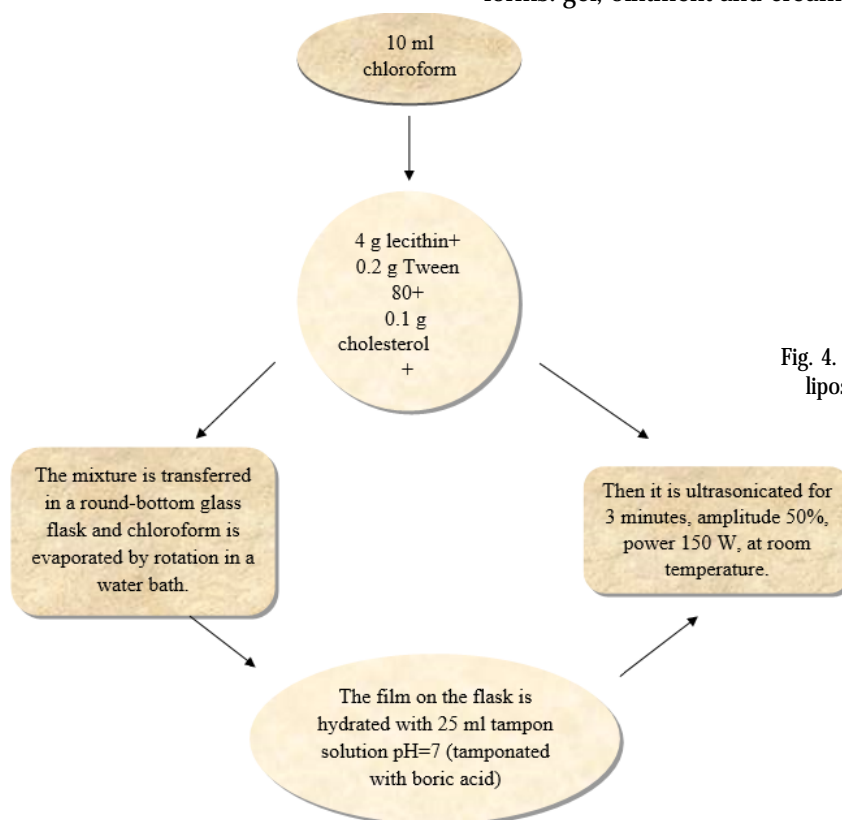 forms: gel, ointment and cream
10 ml
chloroform
4 g lecithin+
0.2 g Tween
80+
0.1 g
cholesterol
+
Fig. 4.
lipos
The mixture is transferred
in a round-bottom glass
flask and chloroform is
evaporated by rotation in a
water bath.
Then it is ultrasonicated for
3 minutes, amplitude 50%,
power 150 W, at room
temperature.
The film on the flask is
hydrated with 25 ml tampon
solution pH=7 (tamponated
with boric acid)